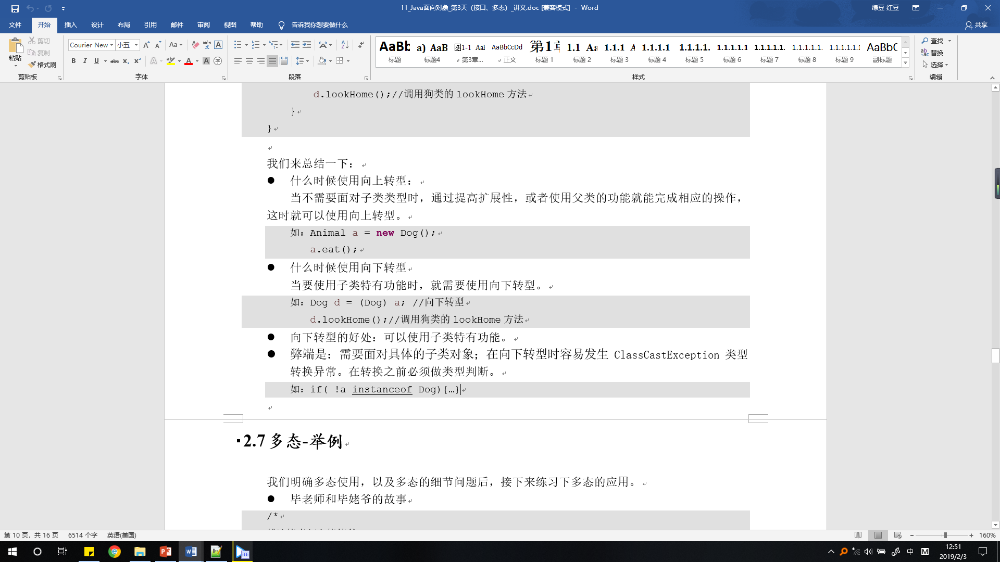 11_Java面向对象_第3天（接口、多态）_讲义.doc [兼容模式] - Word
绿豆 红豆
文件 开始 插入 设计 布局 引用 邮件 审阅 视图 帮助 告诉我你想要做什么 共享
粘贴 剪切 复制 格式刷
Courier New 小五
剪贴板 字体 段落 样式 编辑
AaBb a) AaB 图1-1 Aal AaBbCcDd 第1章 1.1 Aa 1.1.1 A 1.1.1.1 1.1.1.1. 1.1.1.1.1 1.1.1.1.1. 1.1.1.1.1. 1.1.1.1.1.1 AaBbC
标题 标题4 第3章... 正文 标题 1 标题 2 标题 3 标题 4 标题 5 标题 6 标题 7 标题 8 标题 9 副标题
查找
替换
选择
d.lookHome();//调用狗类的lookHome方法
}
}
我们来总结一下：
● 什么时候使用向上转型：
当不需要面对子类类型时，通过提高扩展性，或者使用父类的功能就能完成相应的操作，
这时就可以使用向上转型。
如：Animal a = new Dog();
a.eat();
● 什么时候使用向下转型
当要使用子类特有功能时，就需要使用向下转型。
如：Dog d = (Dog) a; //向下转型
d.lookHome();//调用狗类的lookHome方法
● 向下转型的好处：可以使用子类特有功能。
● 弊端是：需要面对具体的子类对象；在向下转型时容易发生 ClassCastException 类型
转换异常。在转换之前必须做类型判断。
如：if( !a instanceof Dog){…}
2.7 多态-举例
我们明确多态使用，以及多态的细节问题后，接下来练习下多态的应用。
● 毕老师和毕姥爷的故事
/*
第 10 页，共 16 页 6514 个字 英语(美国)
160%
中
M
12:51
2019/2/3